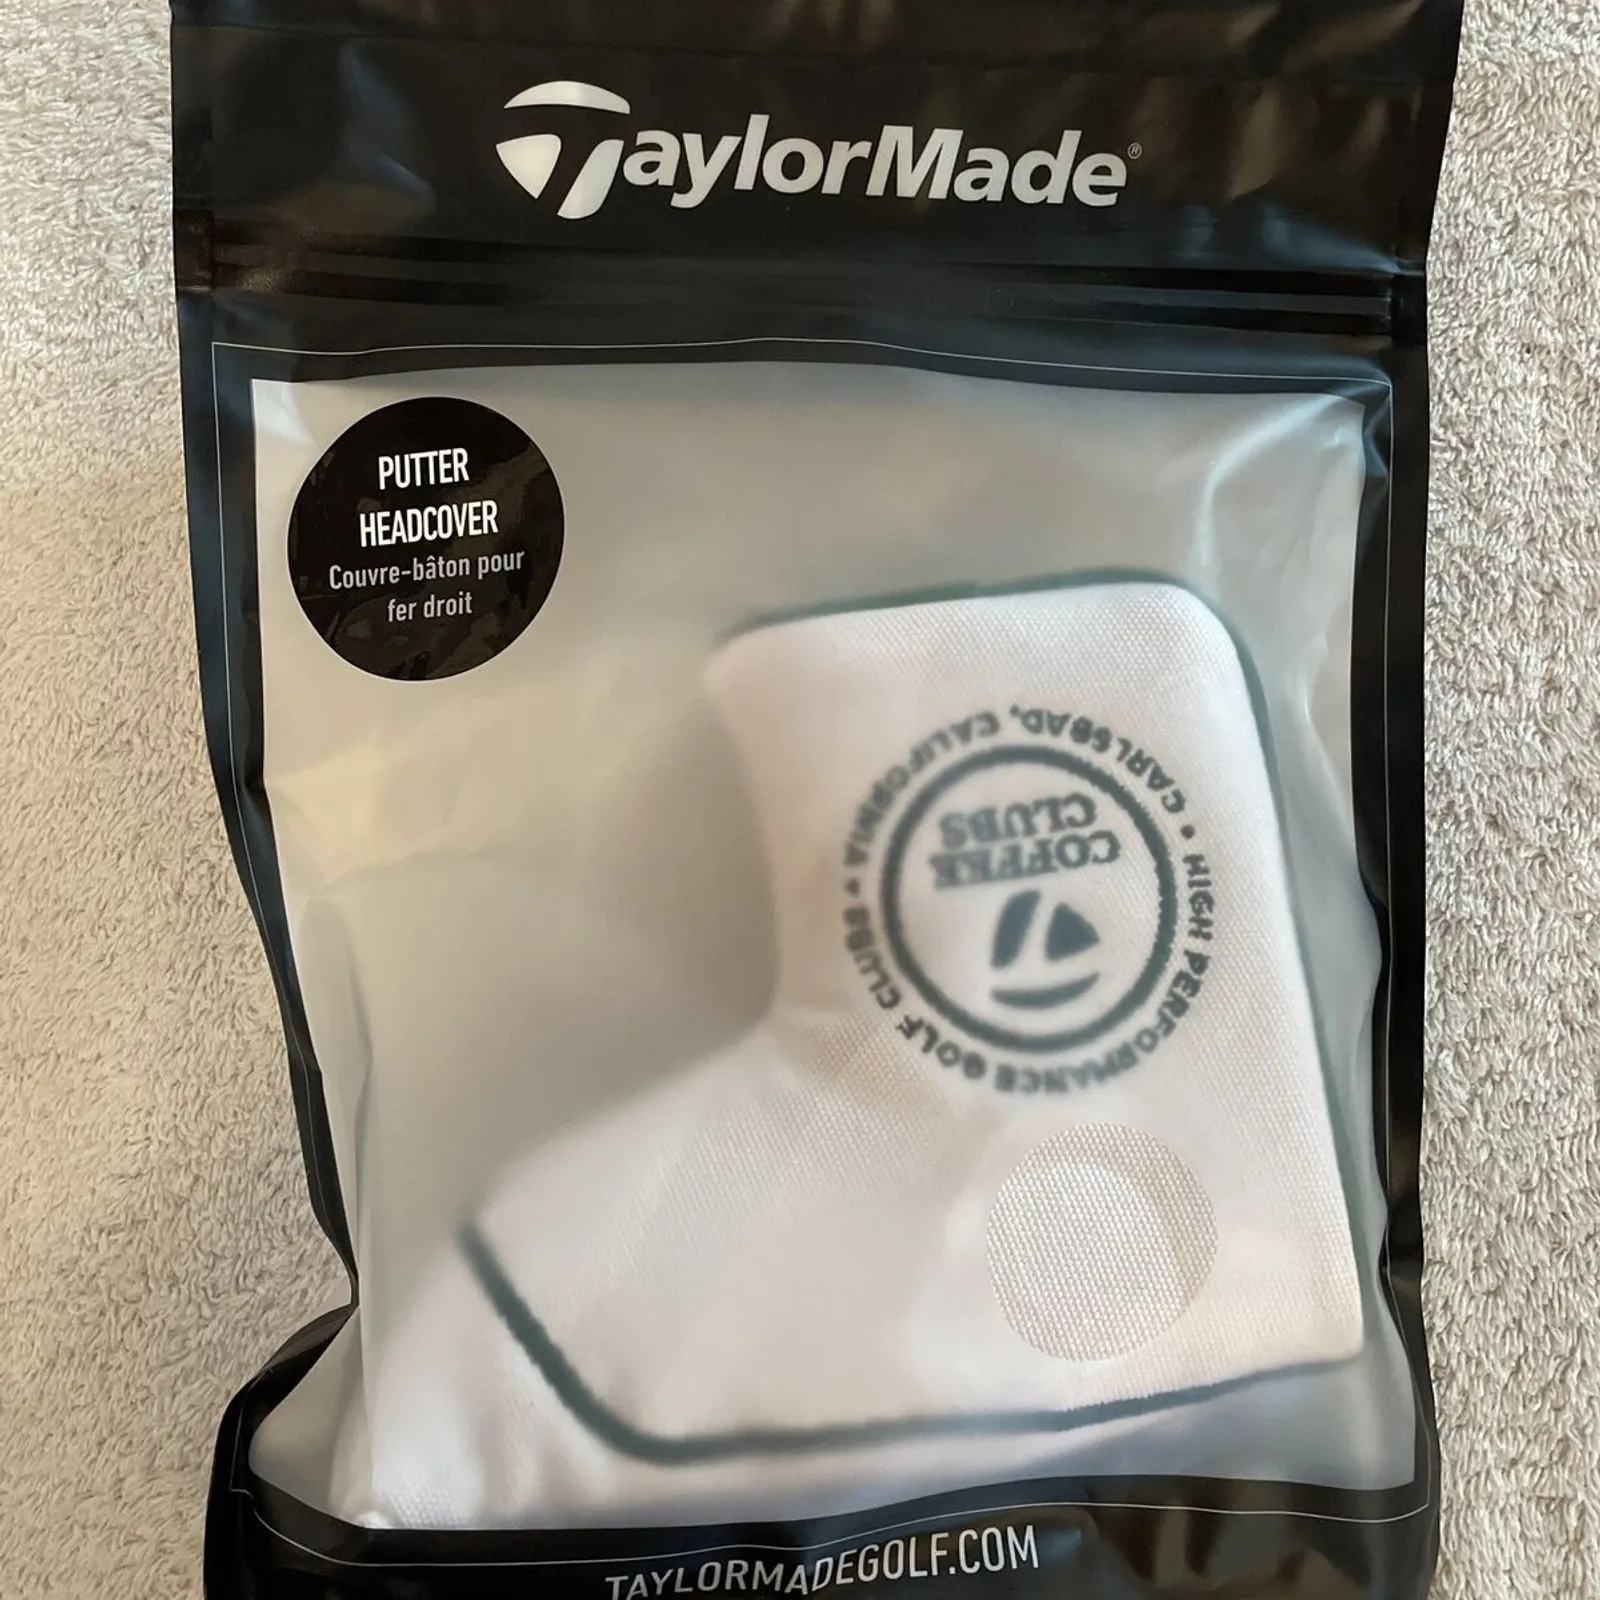 TaylorMade®
PUTTER
HEADCOVER
Couvre-bâton pour
fer droit
COFFEE
CLUBS
• HIGH PERFORMANCE GOLF CLUBS • CARLSBAD, CALIFORNIA
TAYLORMADEGOLF.COM